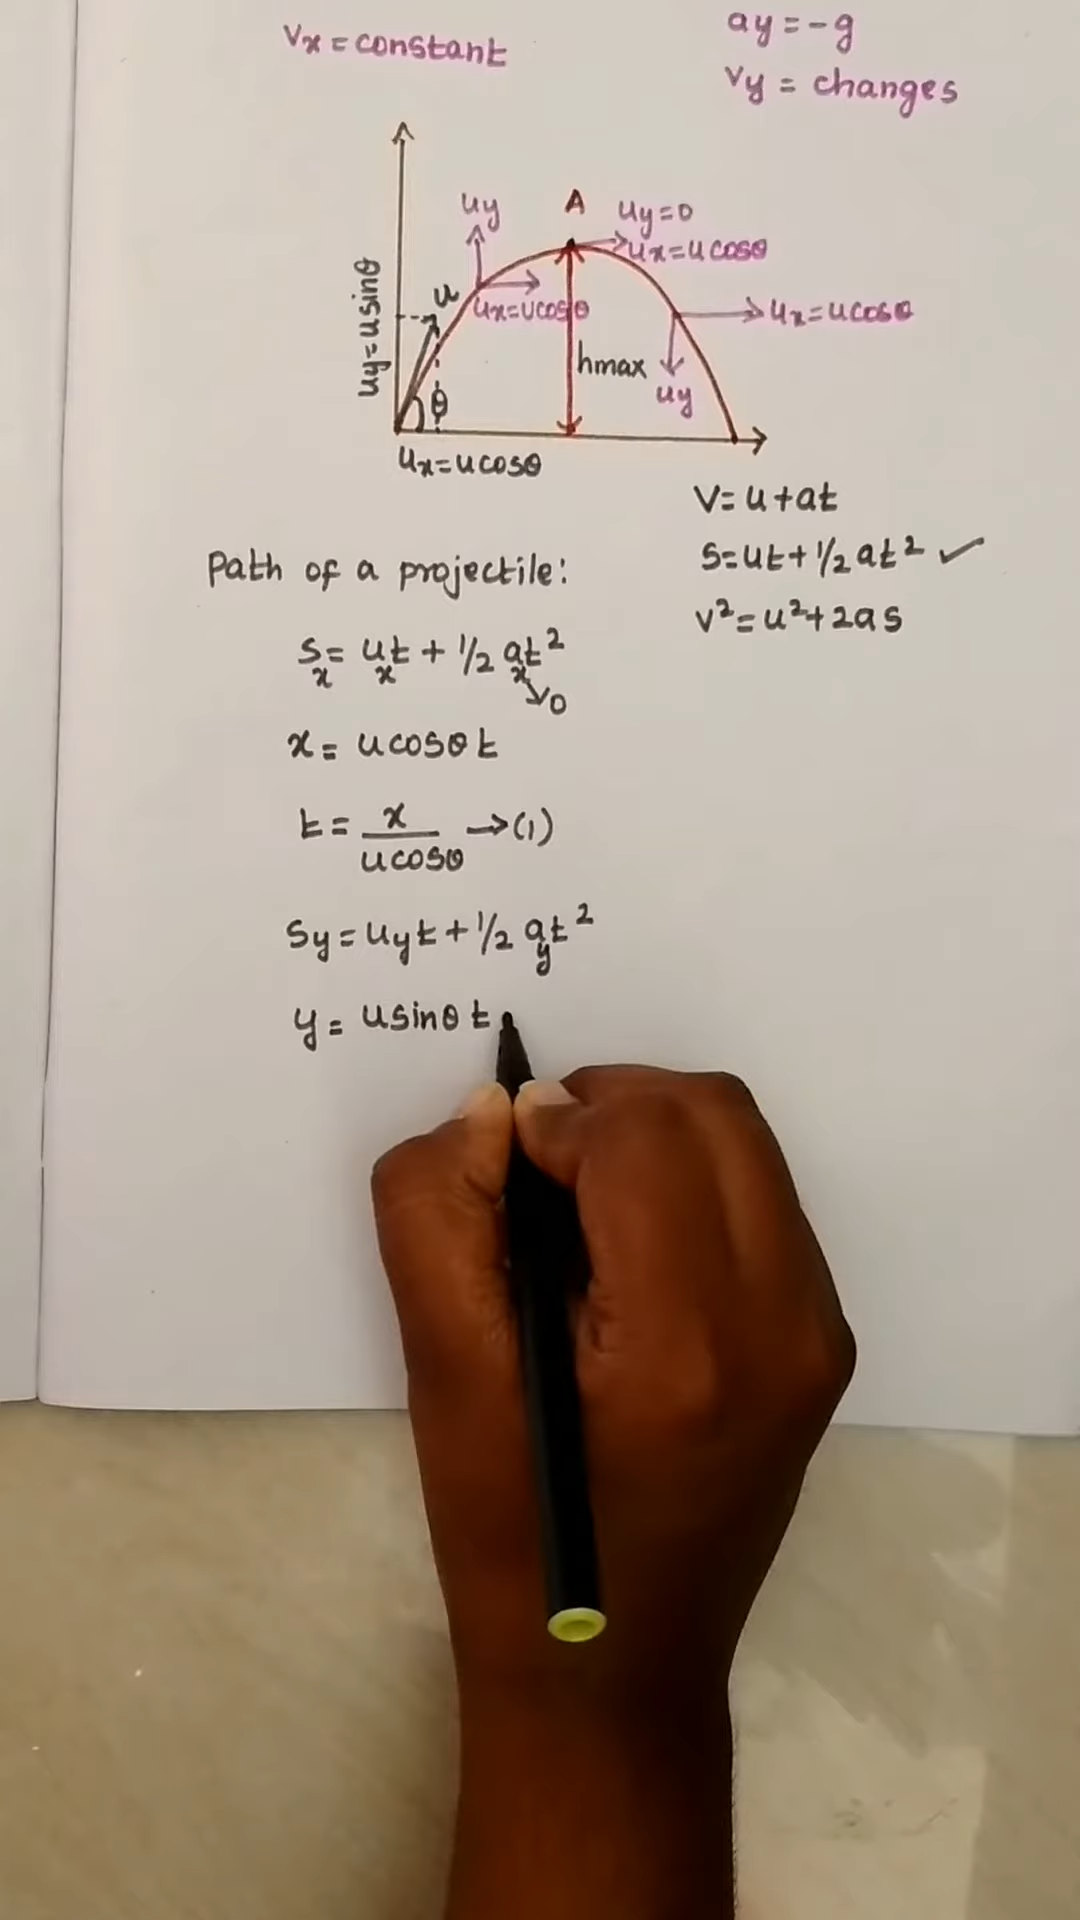 Vx = constant
ay = -g
Vy = changes
uy
A
uy=0
ux=ucosθ
uy=usinθ
u
ux=ucosθ
ux=ucosθ
hmax
uy
θ
ux=ucosθ
V=u+at
S=ut+1/2at² ✓
V²=u²+2as
Path of a projectile:
Sx= uxt + 1/2 axt²
↘0
x= ucosθt
t= x/ucosθ →(1)
Sy=uyt+1/2 ayt²
y= usinθt